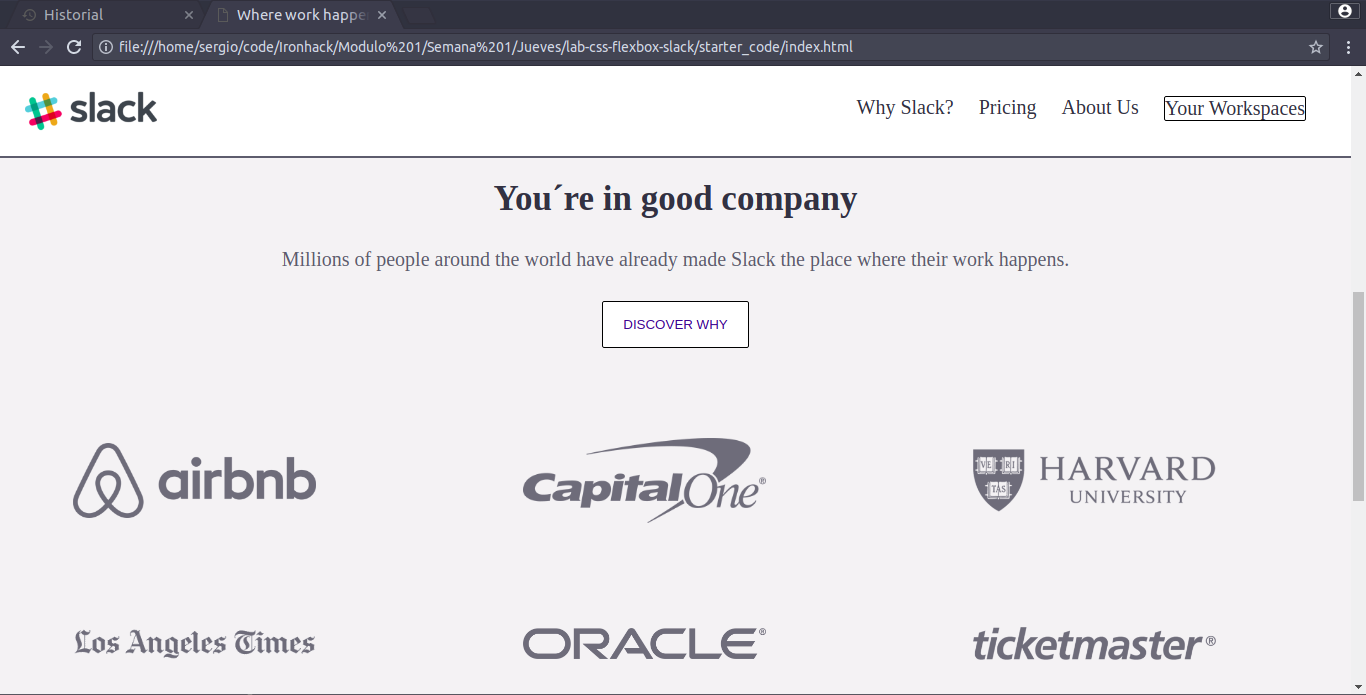 Historial
Where work happe
file:///home/sergio/code/Ironhack/Modulo%201/Semana%201/Jueves/lab-css-flexbox-slack/starter_code/index.html
slack
Why Slack? Pricing About Us Your Workspaces
You´re in good company
Millions of people around the world have already made Slack the place where their work happens.
DISCOVER WHY
airbnb
Capital One®
VE RI TAS
HARVARD
UNIVERSITY
Los Angeles Times
ORACLE®
ticketmaster®